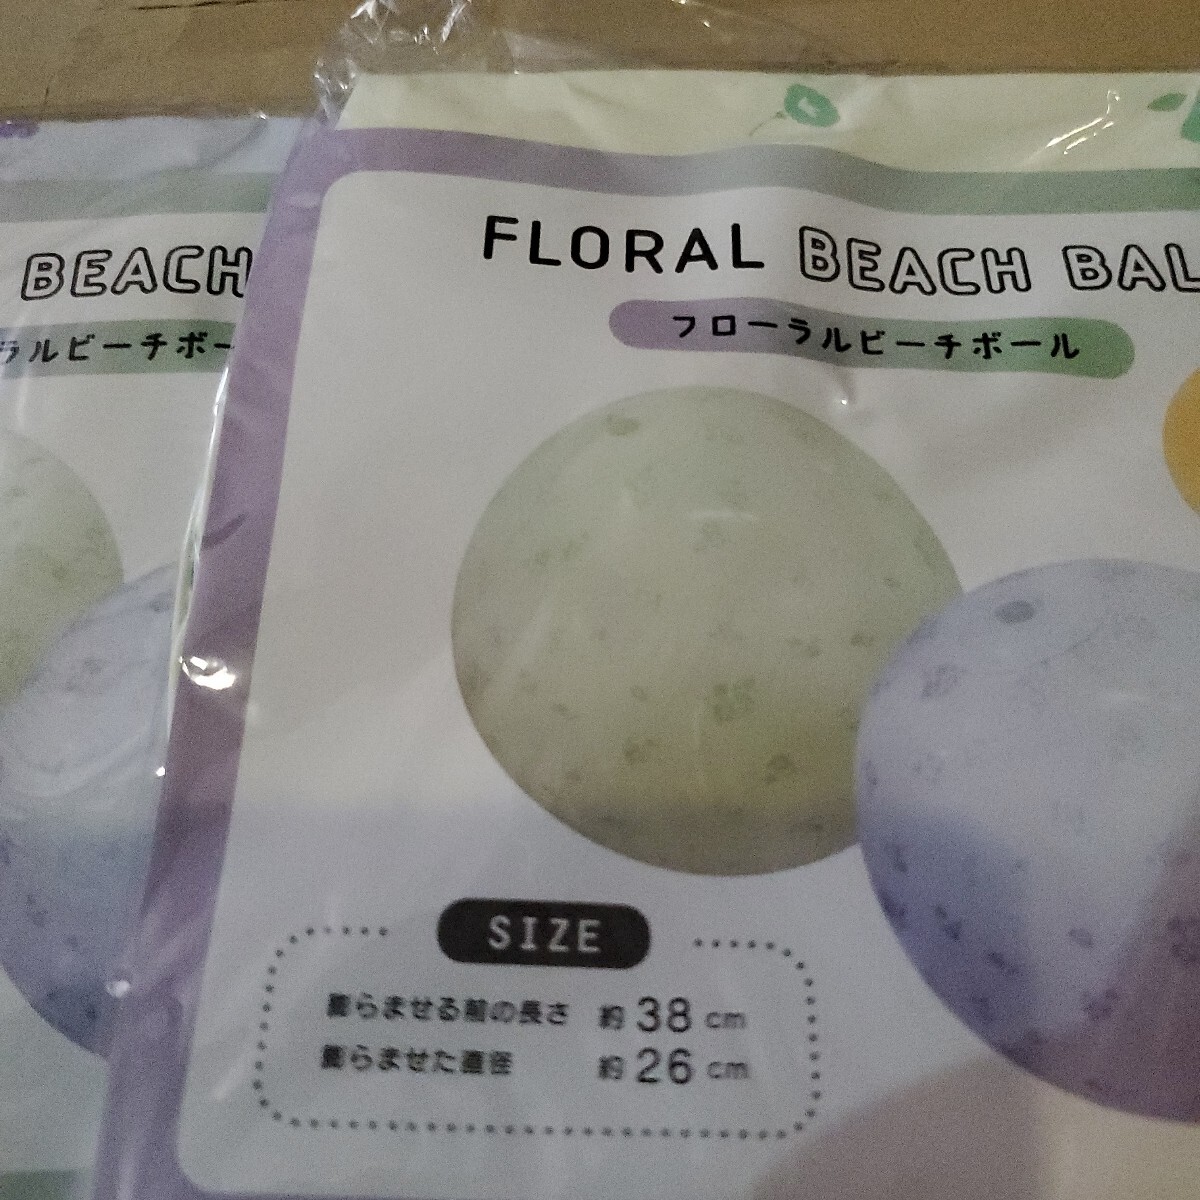 BEACH
ラルビーチボー
FLORAL BEACH BAL
フローラルビーチボール
SIZE
膨らませる前の長さ 約38cm
膨らませた直径 約26cm